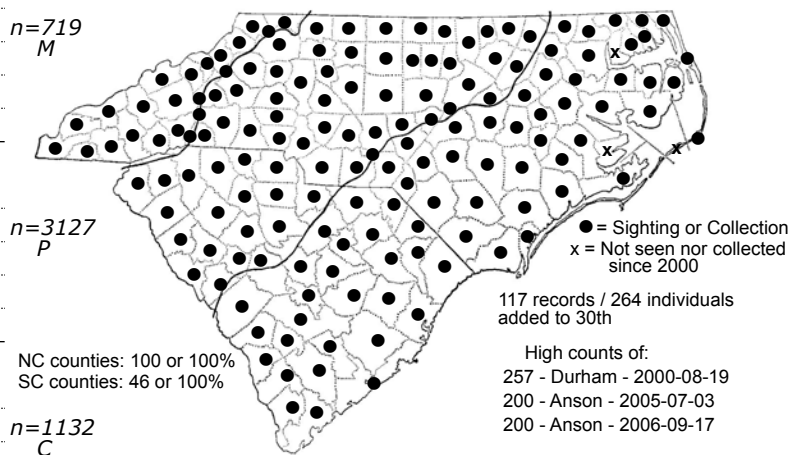 n=719
M
n=3127
P
n=1132
C
NC counties: 100 or 100%
SC counties: 46 or 100%
x
x
x
● = Sighting or Collection
x = Not seen nor collected
since 2000
117 records / 264 individuals
added to 30th
High counts of:
257 - Durham - 2000-08-19
200 - Anson - 2005-07-03
200 - Anson - 2006-09-17